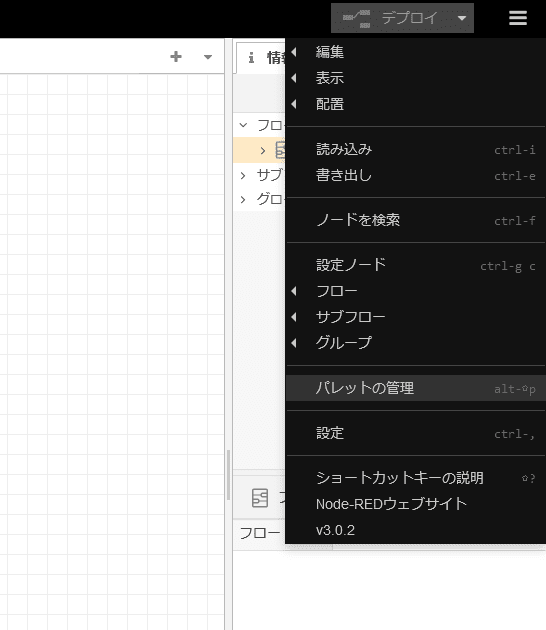 デプロイ
情報
編集
表示
配置
フロー
読み込み ctrl-i
サブ
書き出し ctrl-e
グロー
ノードを検索 ctrl-f
設定ノード ctrl-g c
フロー
サブフロー
グループ
パレットの管理 alt-⇧p
設定 ctrl-,
ショートカットキーの説明 ⇧?
フ
Node-REDウェブサイト
フロー
v3.0.2